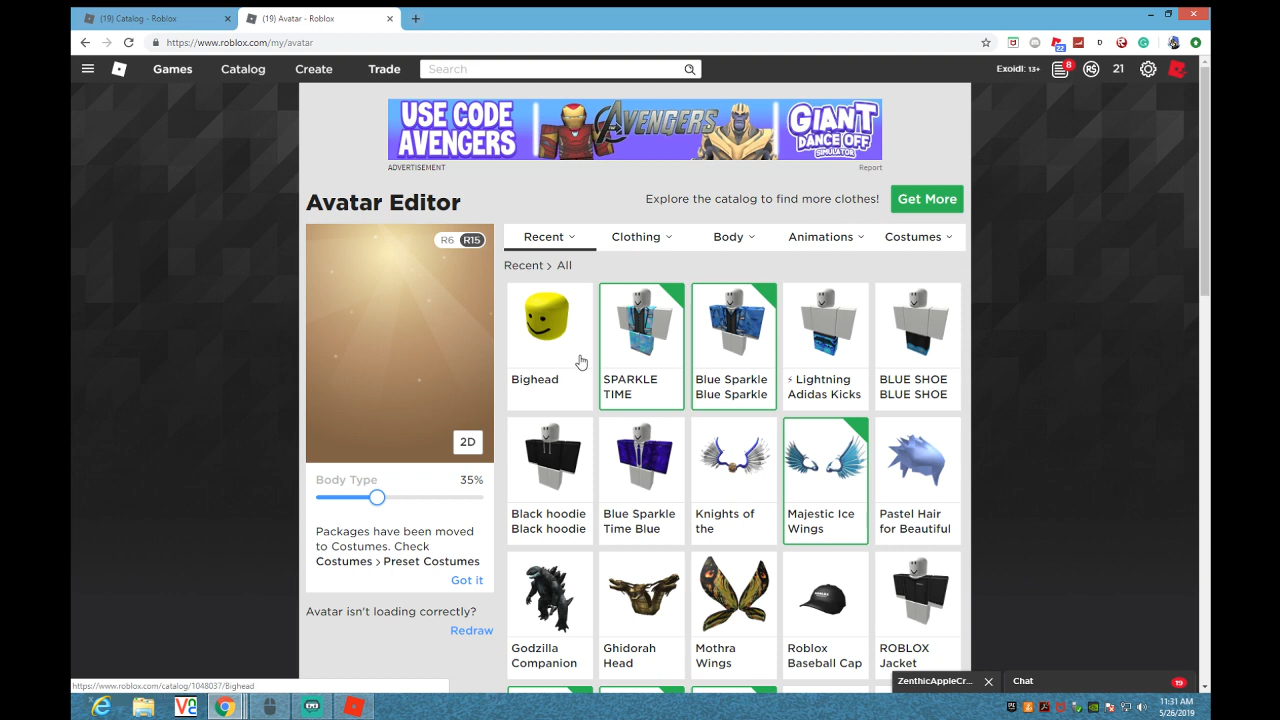 (19) Catalog - Roblox
(19) Avatar - Roblox
https://www.roblox.com/my/avatar
22
Games
Catalog
Create
Trade
Search
Exoidl: 13+
8
21
USE CODE
AVENGERS
AVENGERS
GIANT
DANCE OFF
SIMULATOR
ADVERTISEMENT
Report
Avatar Editor
Explore the catalog to find more clothes!
Get More
R6 R15
2D
Body Type
35%
Packages have been moved
to Costumes. Check
Costumes > Preset Costumes
Got it
Avatar isn't loading correctly?
Redraw
Recent
Clothing
Body
Animations
Costumes
Recent > All
Bighead
SPARKLE
TIME
Blue Sparkle
Blue Sparkle
⚡ Lightning
Adidas Kicks
BLUE SHOE
BLUE SHOE
Black hoodie
Black hoodie
Blue Sparkle
Time Blue
Knights of
the
Majestic Ice
Wings
Pastel Hair
for Beautiful
Godzilla
Companion
Ghidorah
Head
Mothra
Wings
Roblox
Baseball Cap
ROBLOX
Jacket
https://www.roblox.com/catalog/1048037/Bighead
ZenthicAppleCr...
Chat
19
11:31 AM
5/26/2019